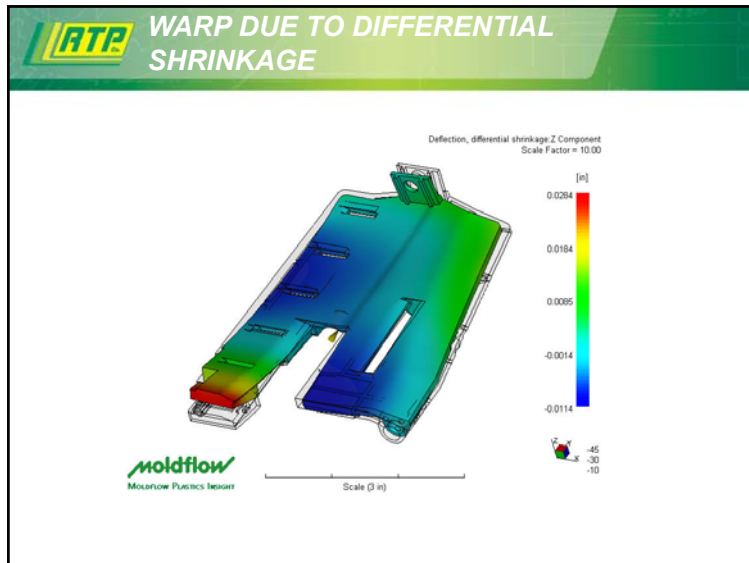 RTP Co.
WARP DUE TO DIFFERENTIAL
SHRINKAGE
Deflection, differential shrinkage:Z Component
Scale Factor = 10.00
[in]
0.0284
0.0184
0.0085
-0.0014
-0.0114
Z
Y
X
-45
-30
-10
moldflow
MOLDFLOW PLASTICS INSIGHT
Scale (3 in)